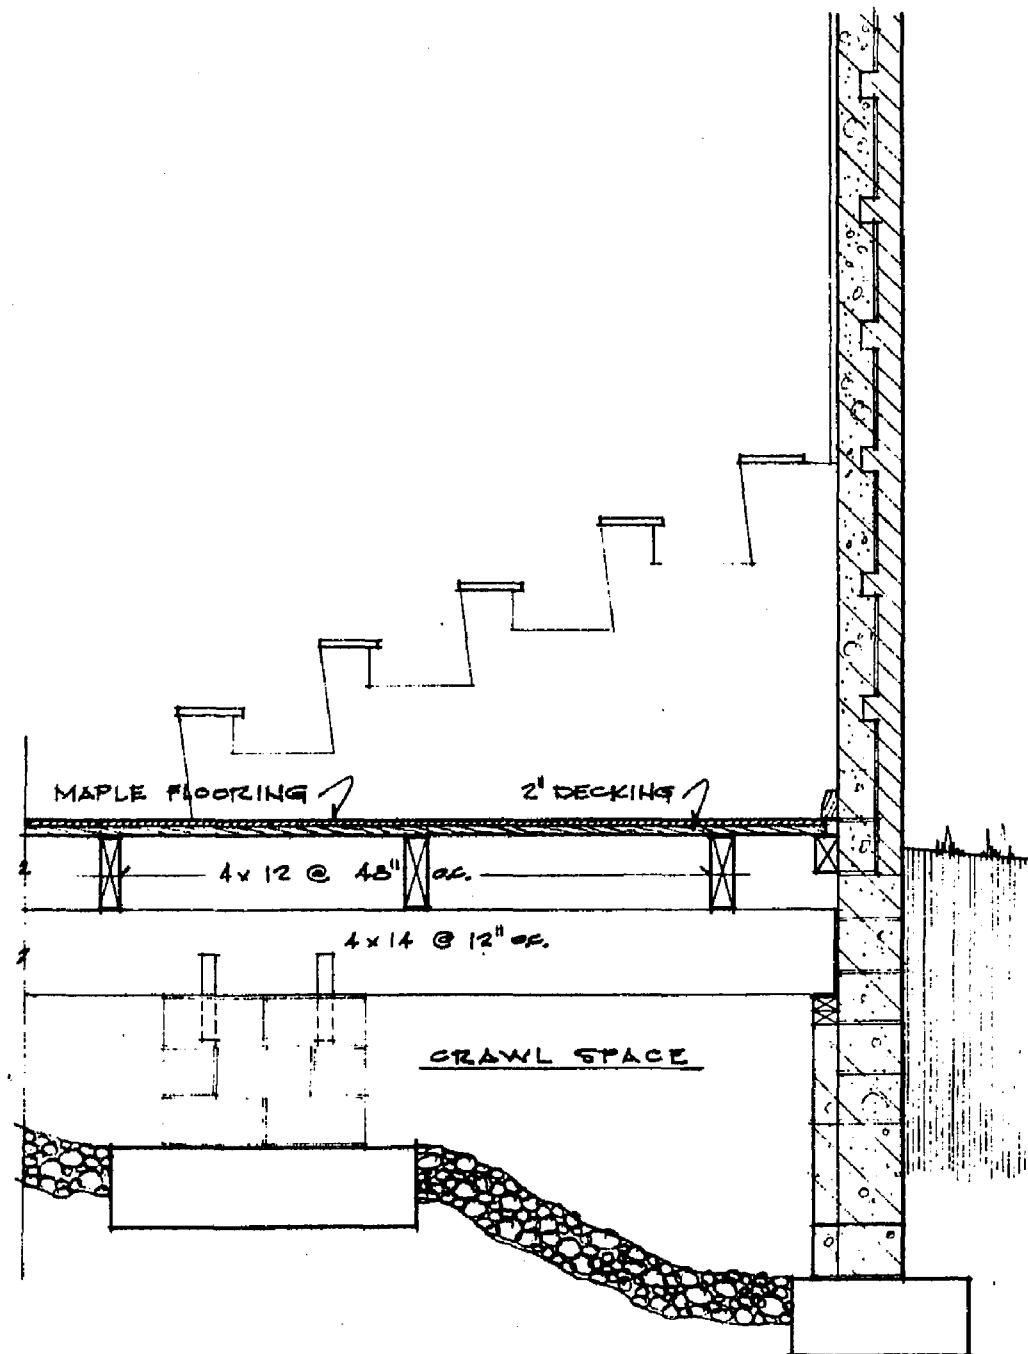 MAPLE FLOORING
2" DECKING
4 x 12 @ 48" o.c.
4 x 14 @ 12" o.c.
CRAWL SPACE